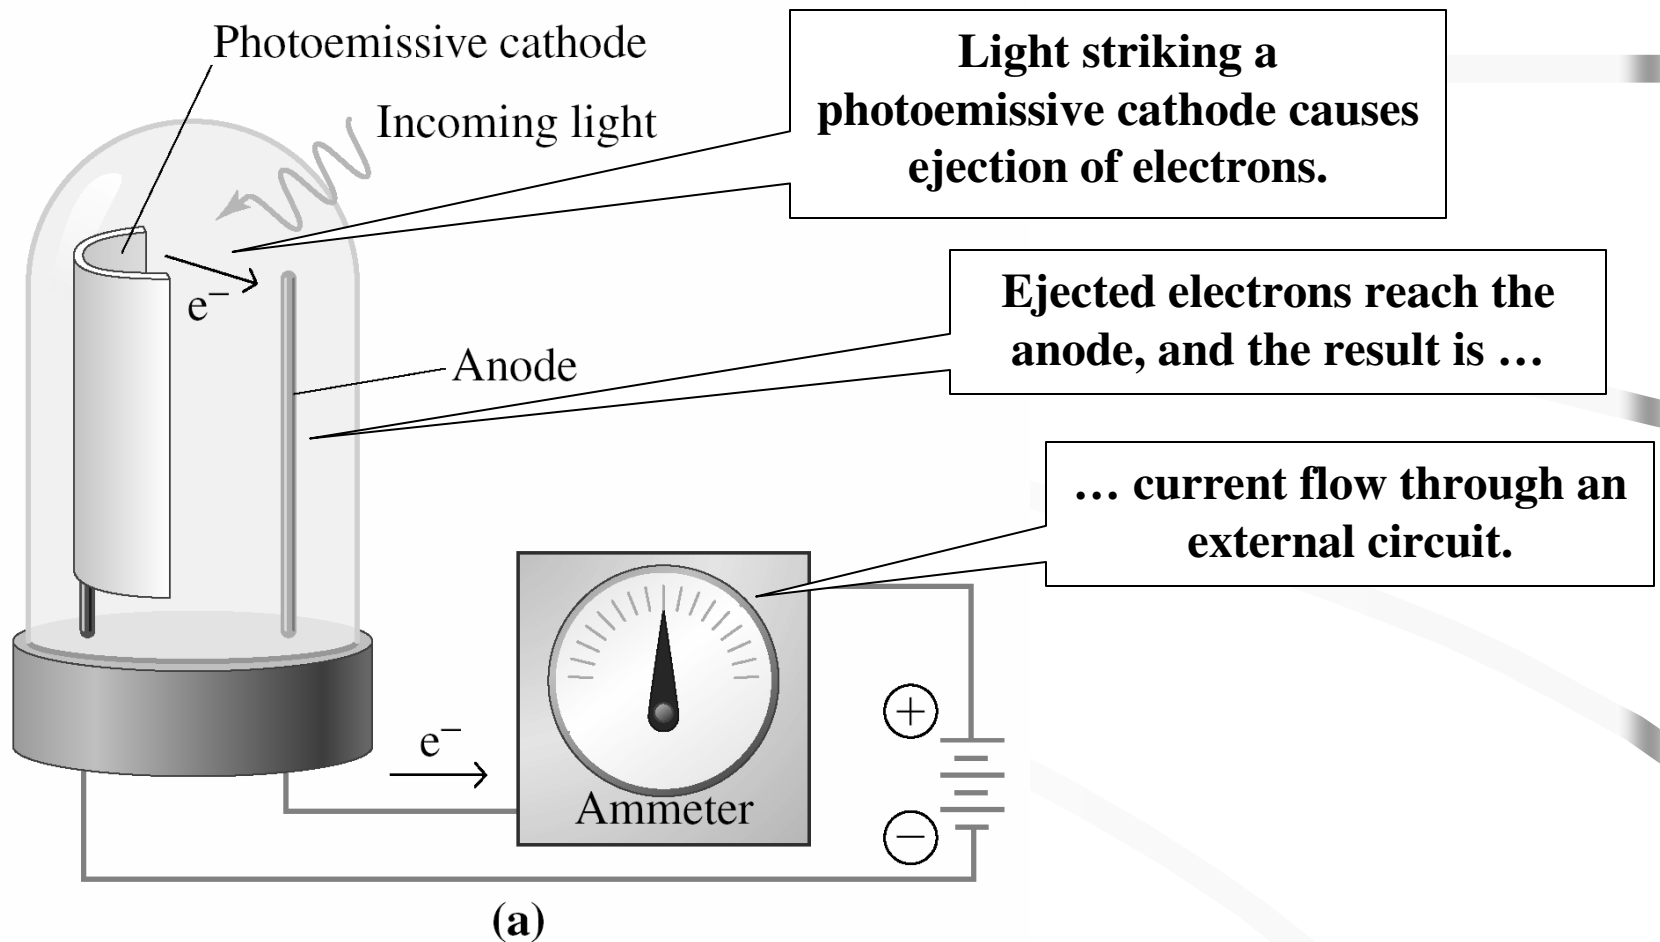 Photoemissive cathode
Incoming light
Light striking a
photoemissive cathode causes
ejection of electrons.
e⁻
Ejected electrons reach the
anode, and the result is …
Anode
… current flow through an
external circuit.
e⁻
Ammeter
+
−
(a)